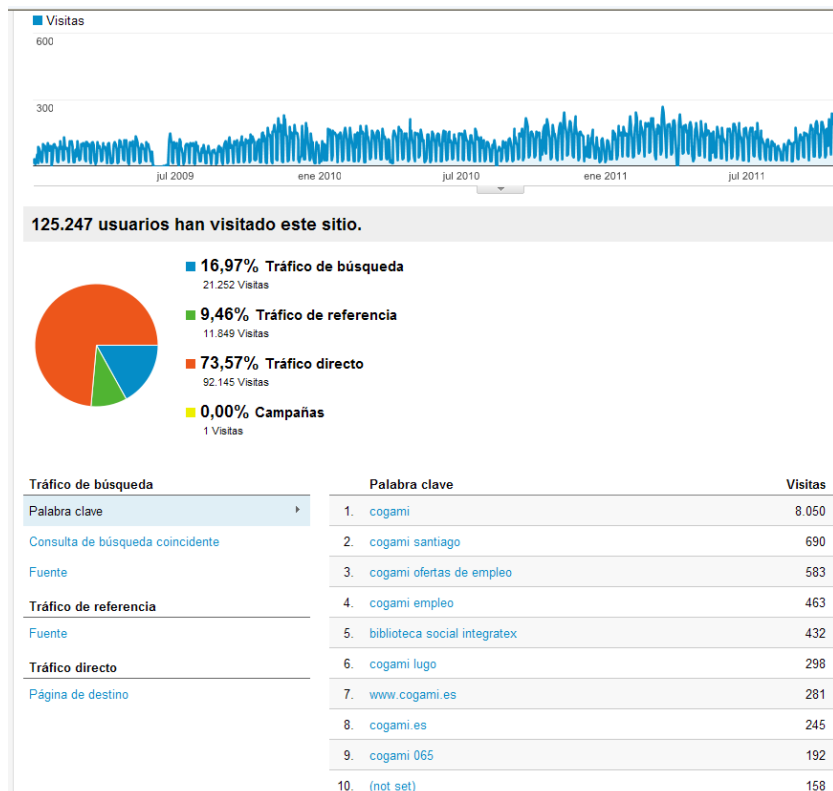 Visitas
600
300
jul 2009 ene 2010 jul 2010 ene 2011 jul 2011
125.247 usuarios han visitado este sitio.
16,97% Tráfico de búsqueda
21.252 Visitas
9,46% Tráfico de referencia
11.849 Visitas
73,57% Tráfico directo
92.145 Visitas
0,00% Campañas
1 Visitas
Tráfico de búsqueda
Palabra clave
Consulta de búsqueda coincidente
Fuente
Tráfico de referencia
Fuente
Tráfico directo
Página de destino
Palabra clave Visitas
1. cogami 8.050
2. cogami santiago 690
3. cogami ofertas de empleo 583
4. cogami empleo 463
5. biblioteca social integratex 432
6. cogami lugo 298
7. www.cogami.es 281
8. cogami.es 245
9. cogami 065 192
10. (not set) 158